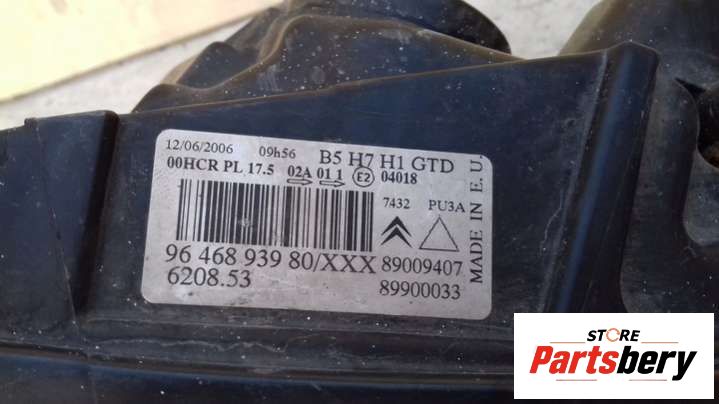 12/06/2006 09h56 B5 H7 H1 GTD
00HCR PL 17.5 02A 01 1 E2 04018
7432 PU3A
MADE IN E.U.
96 468 939 80/XXX 89009407
6208.53 89900033
STORE
Partsbery